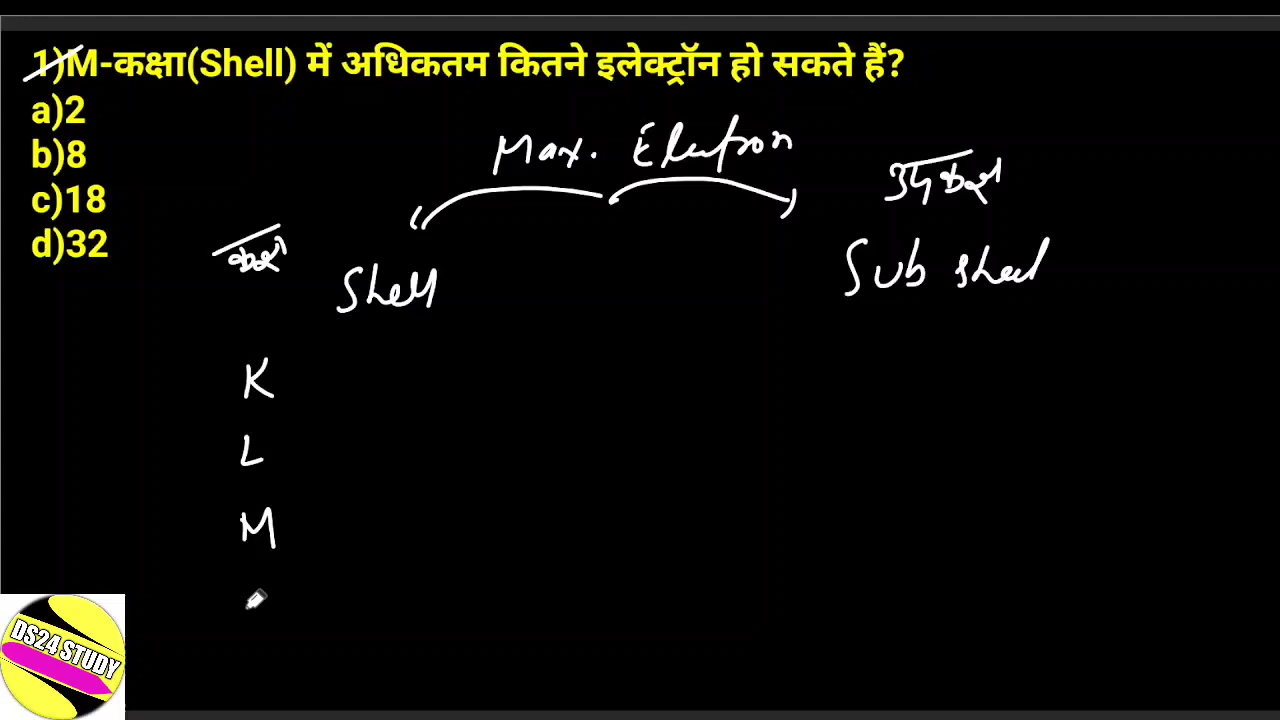 1)M-कक्षा(Shell) में अधिकतम कितने इलेक्ट्रॉन हो सकते हैं?
a)2
b)8
c)18
d)32
Max. Electron
कक्षा
Shell
उपकक्षा
Sub shell
K
L
M
DS24 STUDY